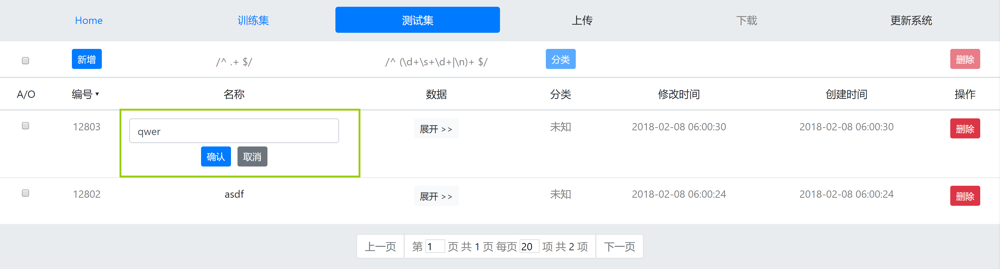 Home 训练集 测试集 上传 下载 更新系统
新增 /^ .+ $/ /^ (\d+\s+\d+|\n)+ $/ 分类 删除
A/O 编号 ▾ 名称 数据 分类 修改时间 创建时间 操作
12803 qwer 展开 >> 未知 2018-02-08 06:00:30 2018-02-08 06:00:30 删除
确认 取消
12802 asdf 展开 >> 未知 2018-02-08 06:00:24 2018-02-08 06:00:24 删除
上一页 第 1 页 共 1 页 每页 20 项 共 2 项 下一页